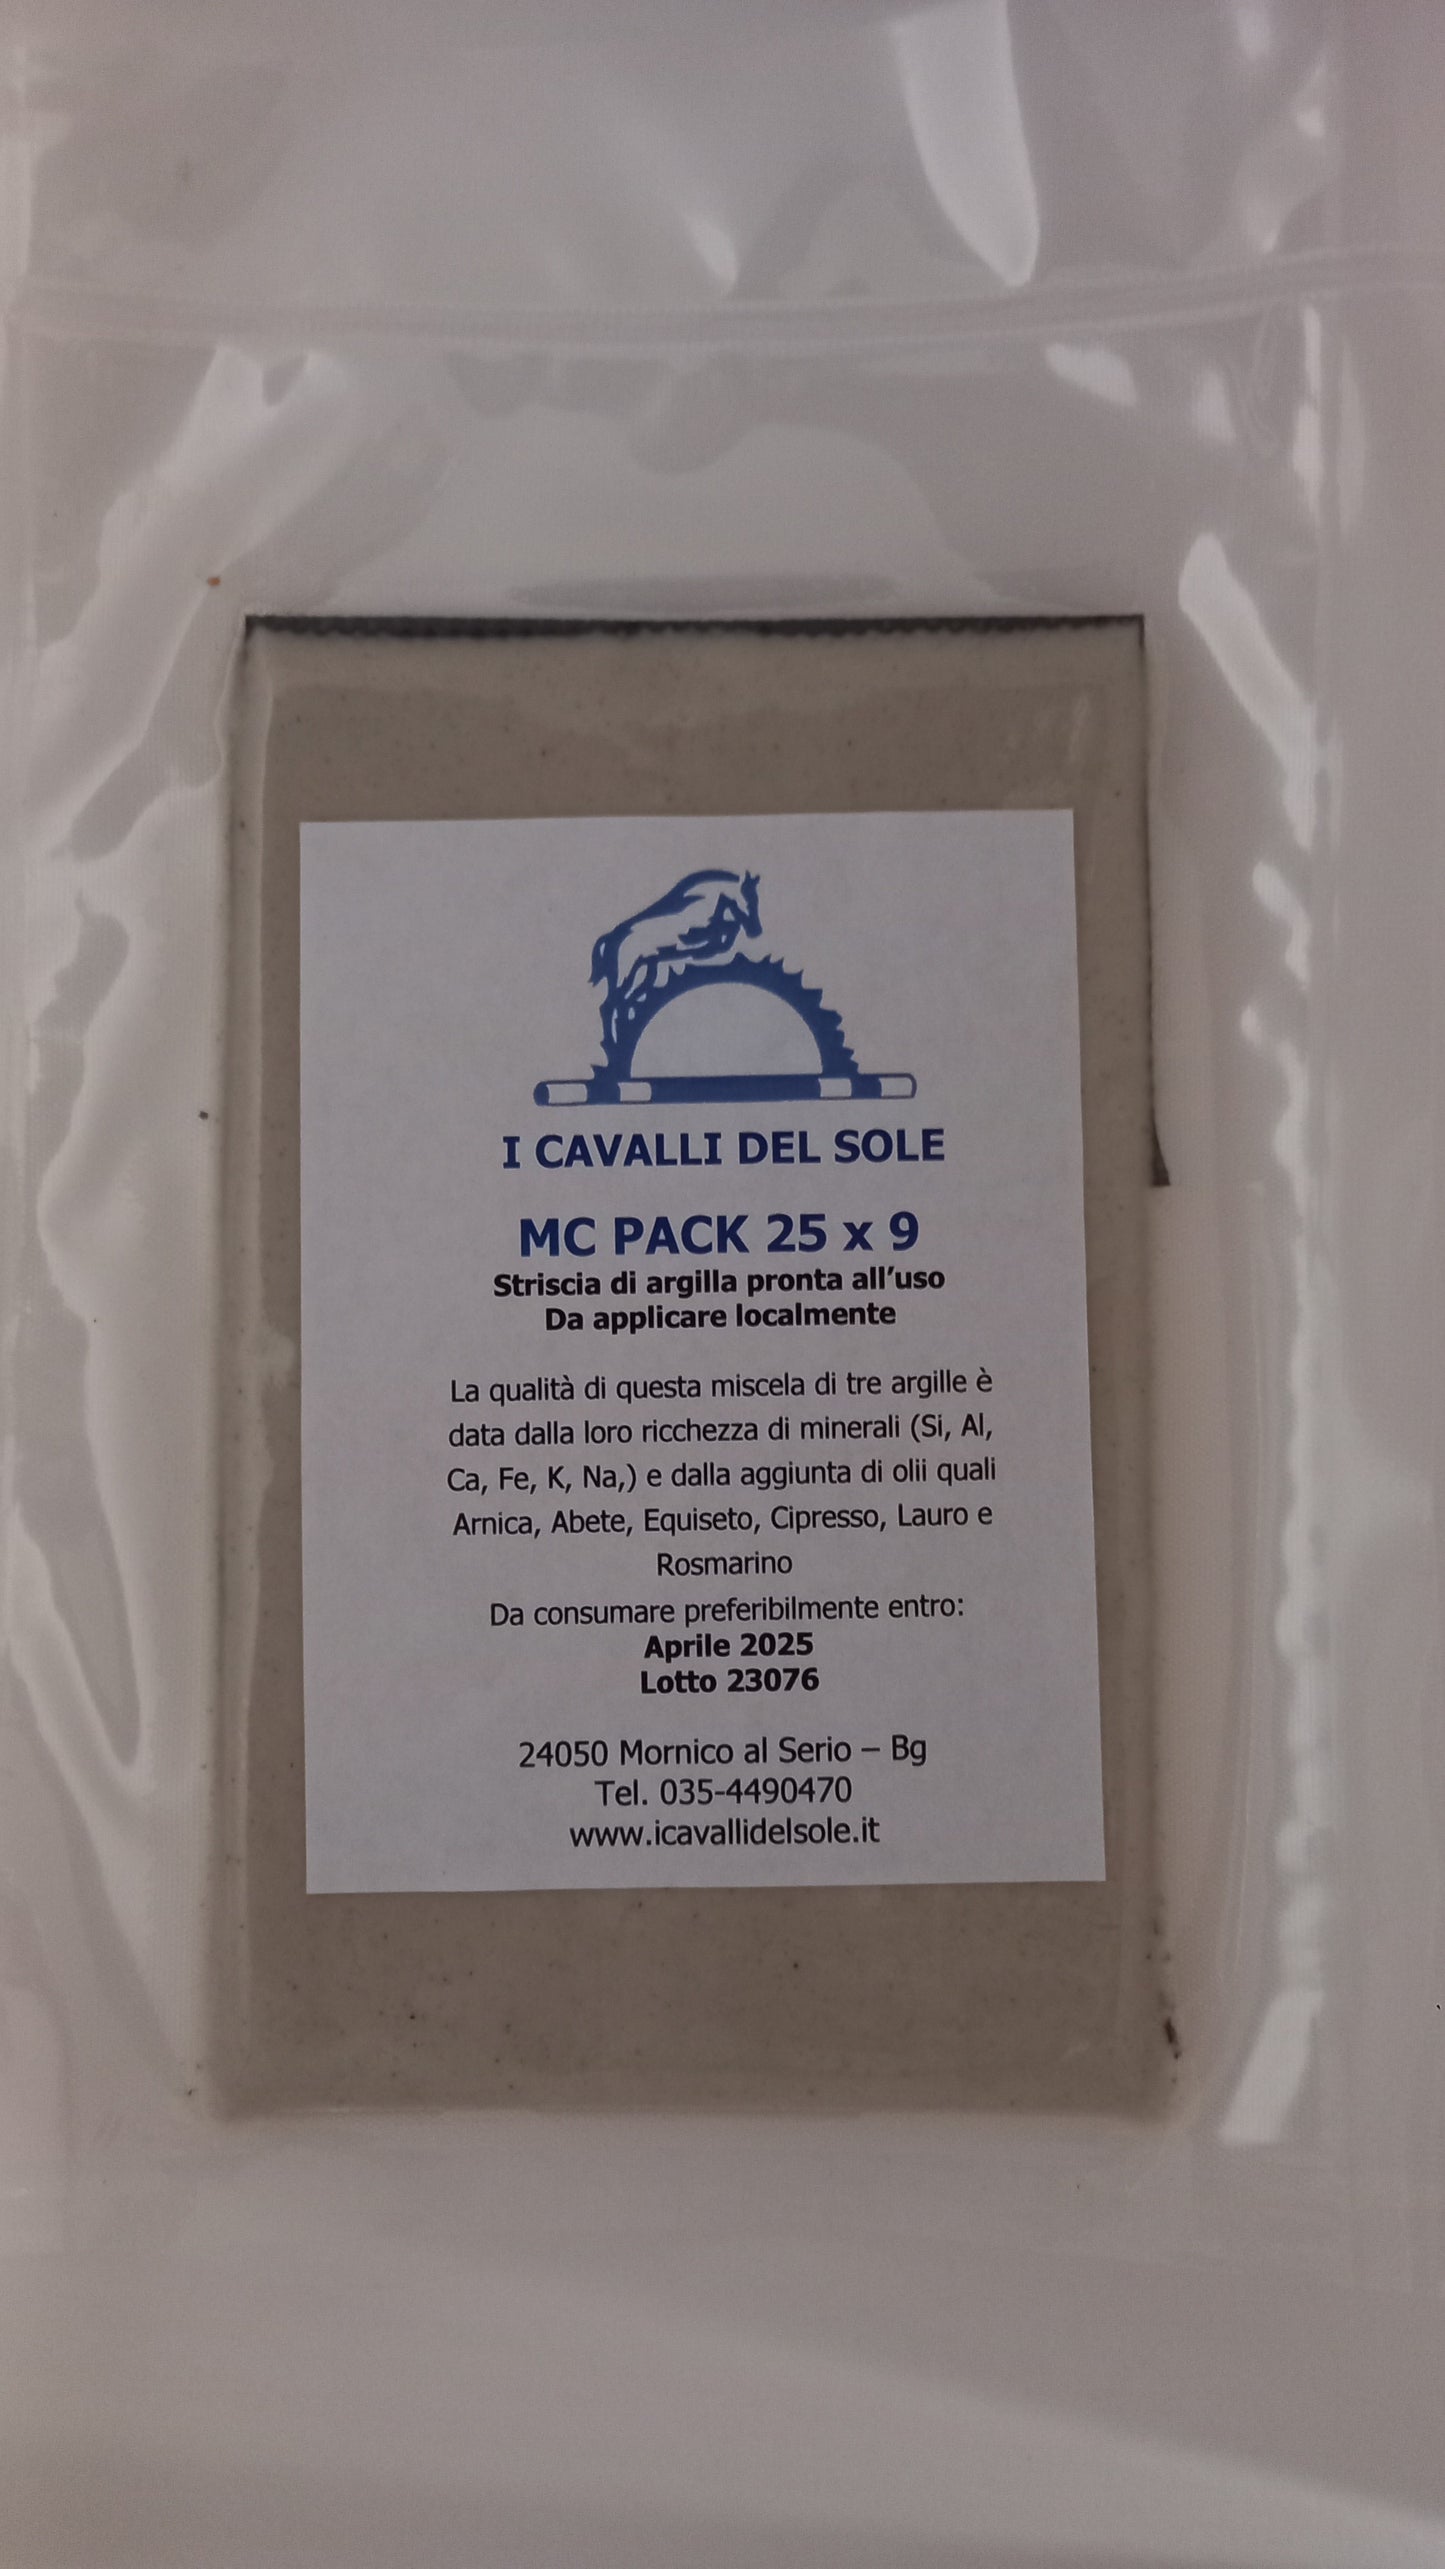 I CAVALLI DEL SOLE
MC PACK 25 x 9
Striscia di argilla pronta all’uso
Da applicare localmente
La qualità di questa miscela di tre argille è
data dalla loro ricchezza di minerali (Si, Al,
Ca, Fe, K, Na,) e dalla aggiunta di olii quali
Arnica, Abete, Equiseto, Cipresso, Lauro e
Rosmarino
Da consumare preferibilmente entro:
Aprile 2025
Lotto 23076
24050 Mornico al Serio – Bg
Tel. 035-4490470
www.icavallidelsole.it